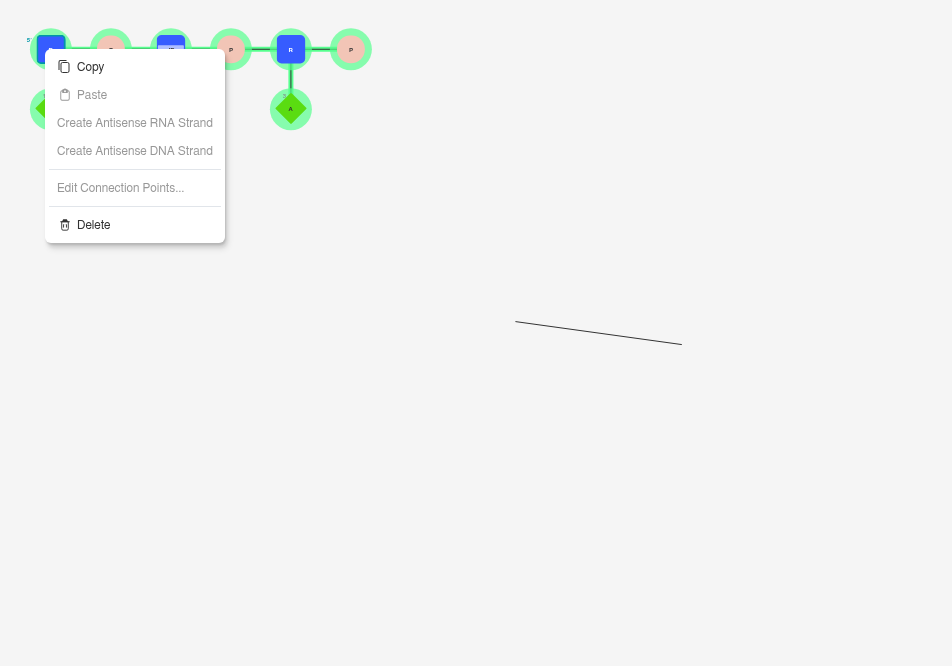 5'
P
R
P
A
Copy
Paste
Create Antisense RNA Strand
Create Antisense DNA Strand
Edit Connection Points...
Delete